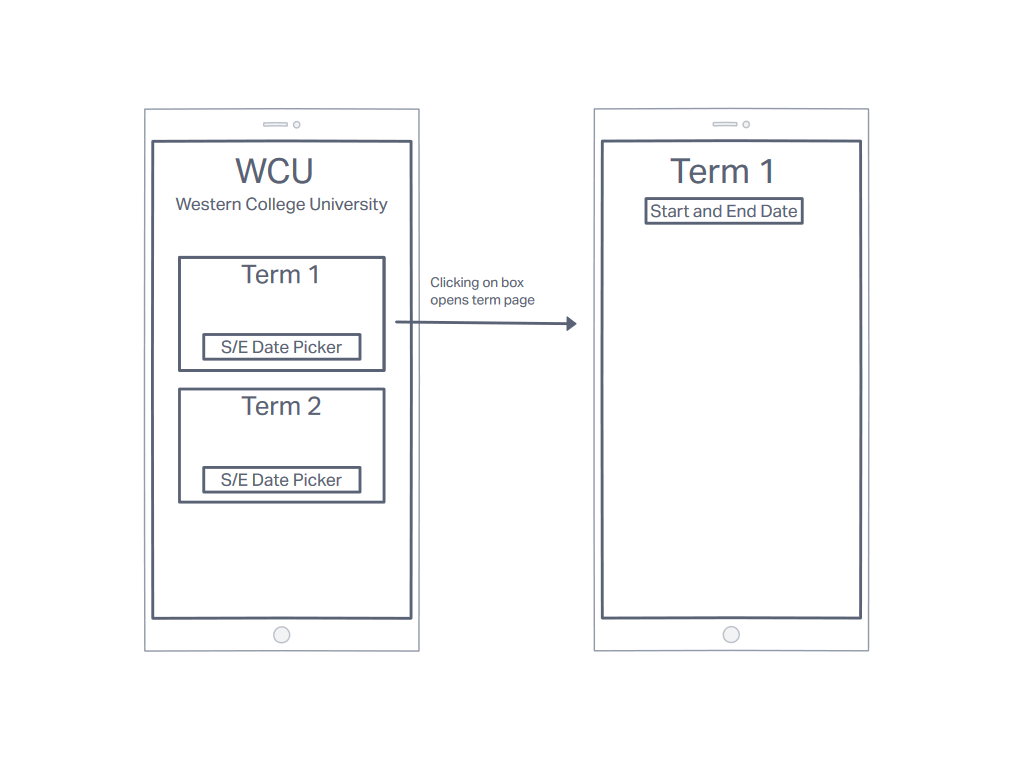 WCU
Western College University
Term 1
S/E Date Picker
Term 2
S/E Date Picker
Clicking on box
opens term page
Term 1
Start and End Date